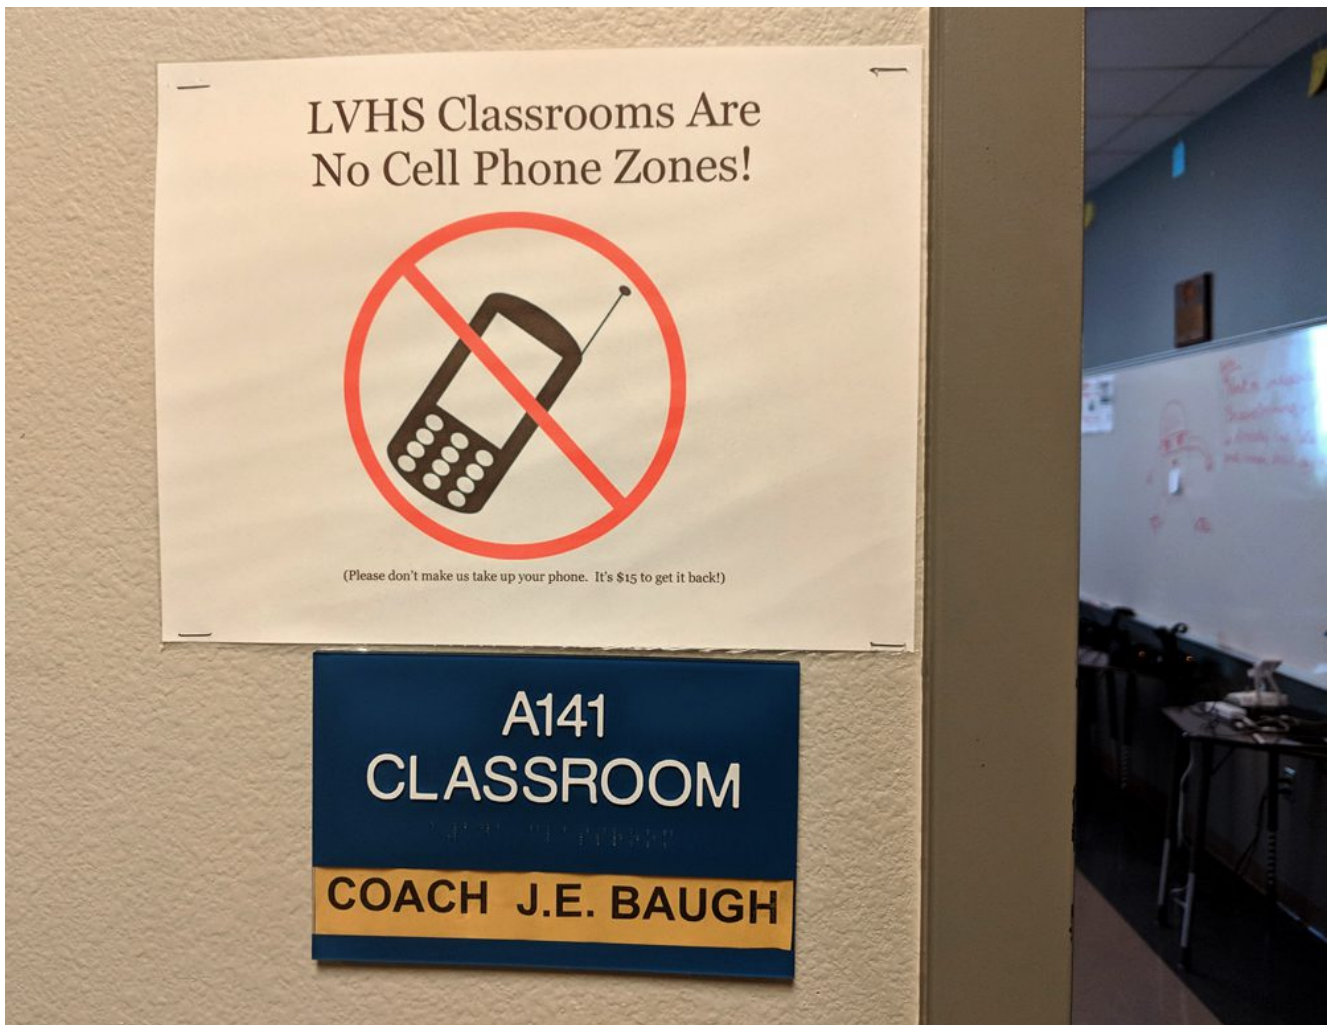 LVHS Classrooms Are
No Cell Phone Zones!
(Please don't make us take up your phone. It's $15 to get it back!)
A141
CLASSROOM
COACH J.E. BAUGH